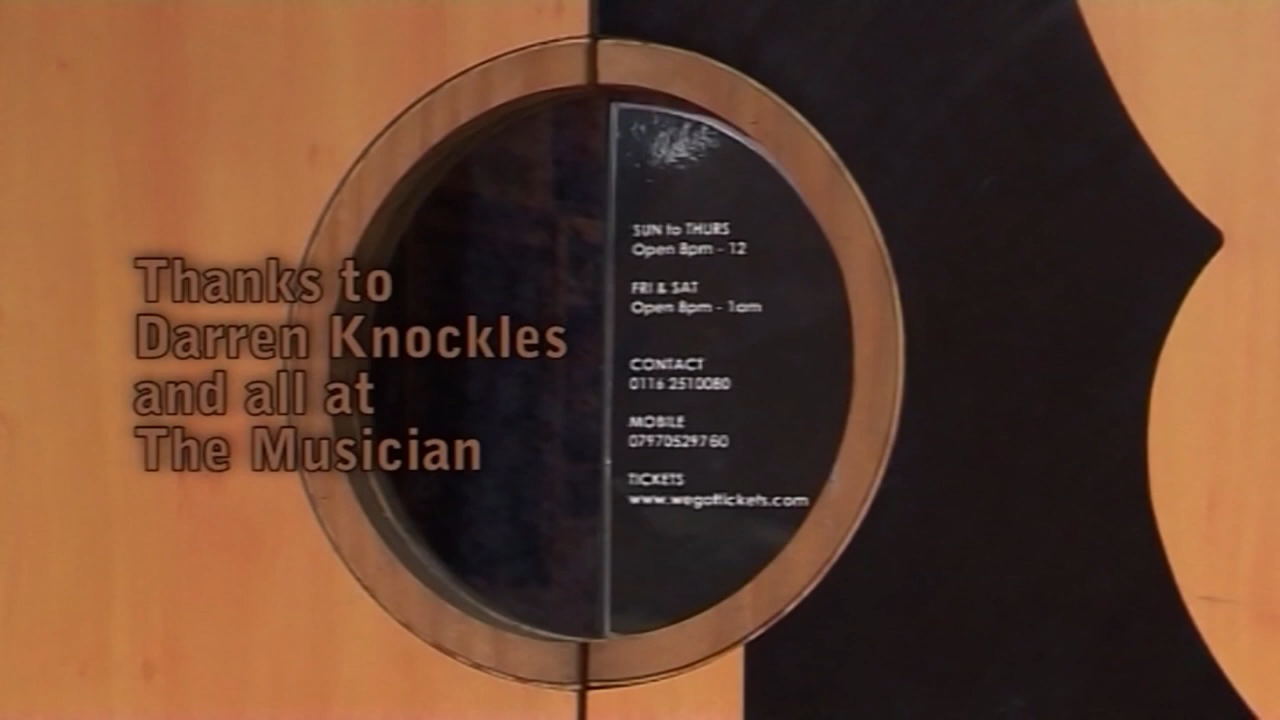 Thanks to
Darren Knockles
and all at
The Musician
SUN to THURS
Open 8pm - 12
FRI & SAT
Open 8pm - 1am
CONTACT
0116 2510080
MOBILE
07970529760
TICKETS
www.wegottickets.com